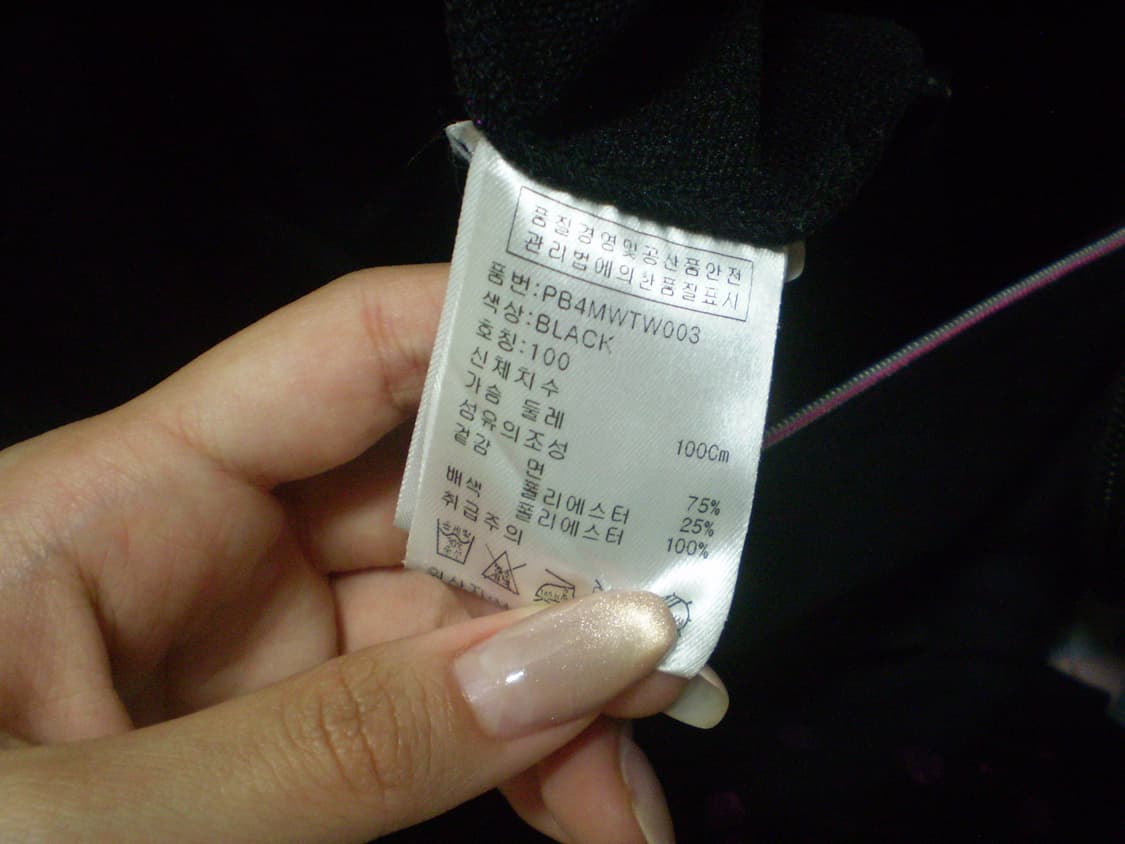 품질경영및공산품안전
관리법에의한품질표시
품번:PB4MWTW003
색상:BLACK
호칭:100
신체치수
가슴 둘레 100Cm
섬유의조성
겉감 면 75%
폴리에스터 25%
배색 폴리에스터 100%
취급주의